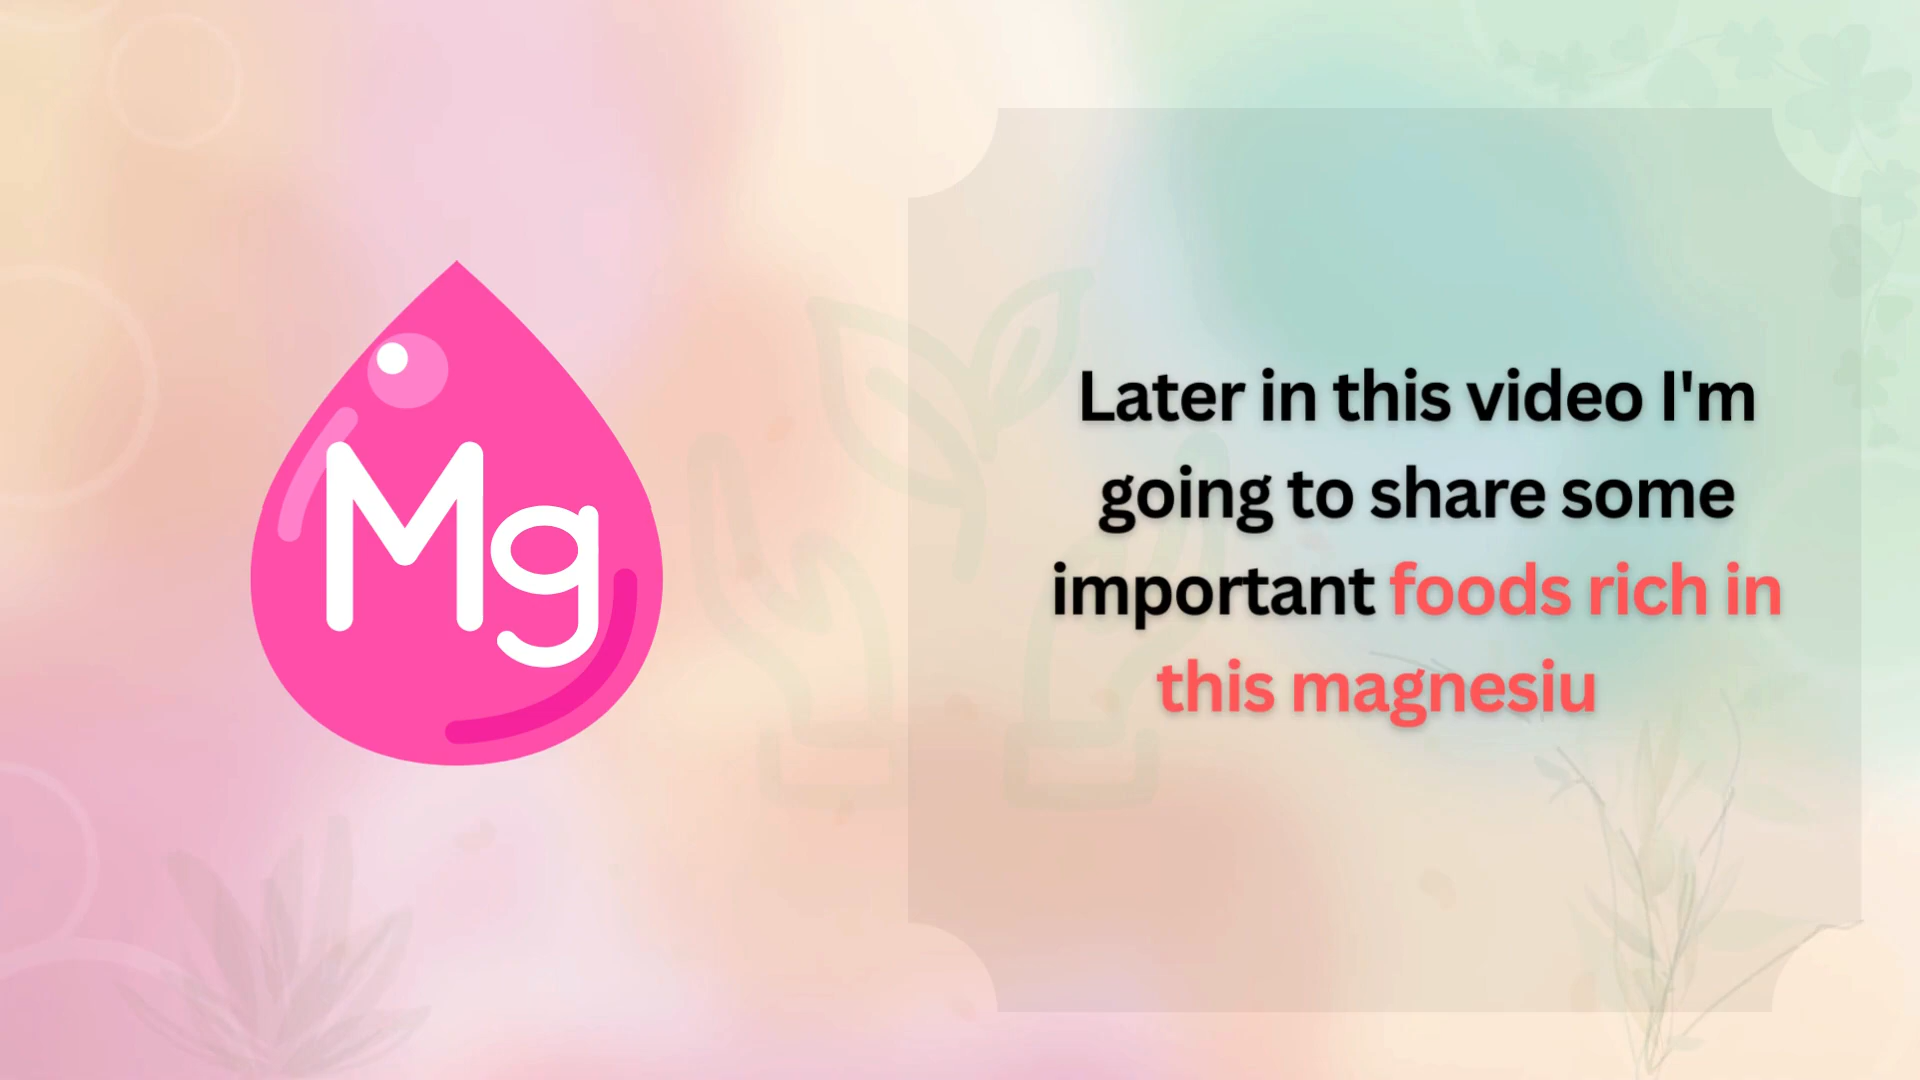 Mg
Later in this video I'm
going to share some
important foods rich in
this magnesiu